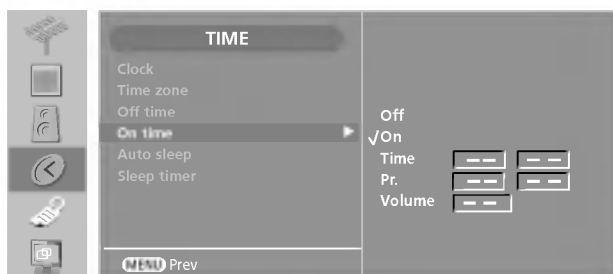 TIME
Clock
Time zone
Off time
On time
Auto sleep
Sleep timer
MENU Prev
Off
√On
Time -- --
Pr. -- --
Volume --